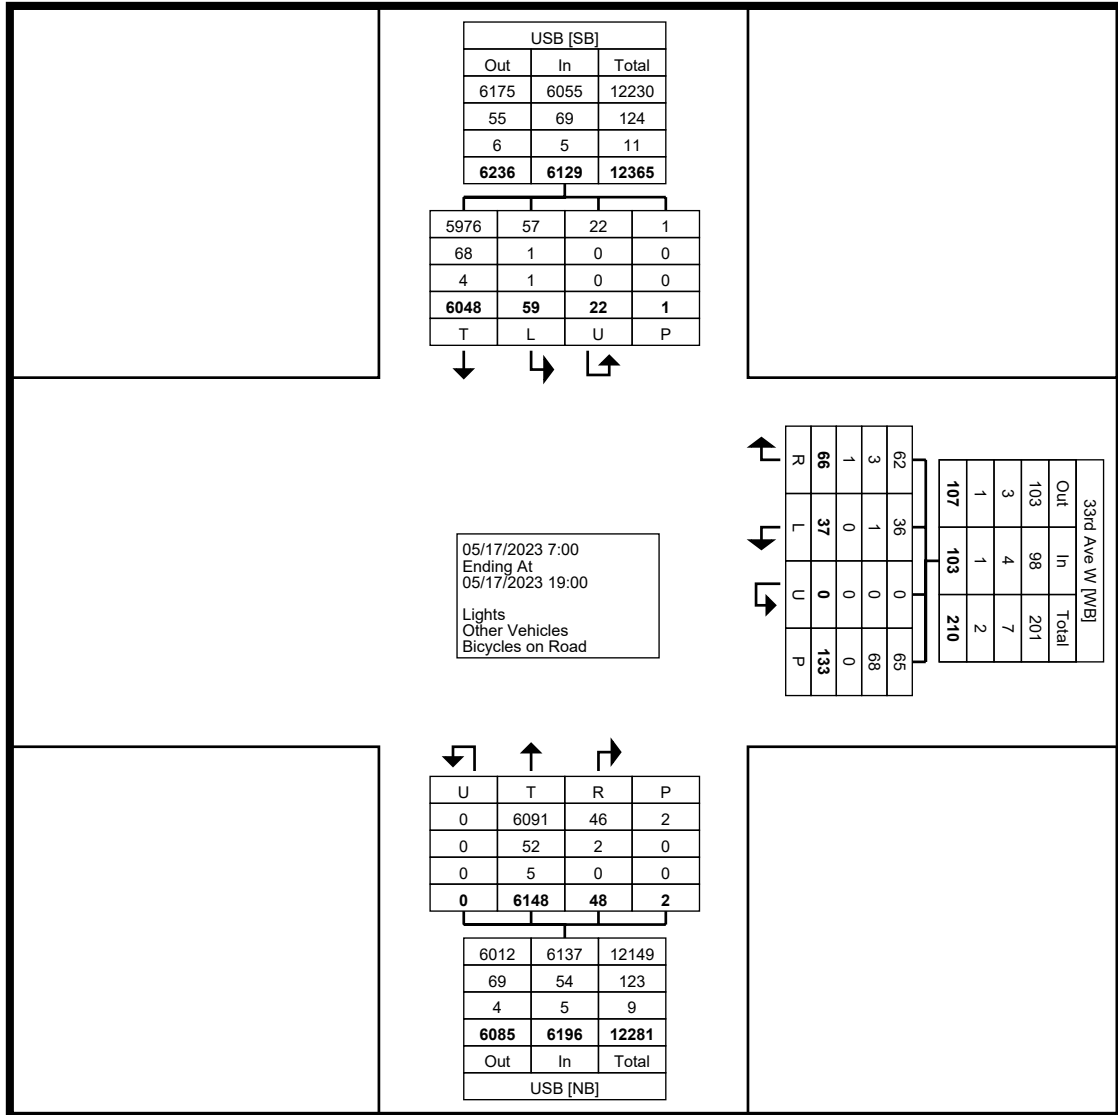 USB [SB]
Out In Total
6175 6055 12230
55 69 124
6 5 11
6236 6129 12365
5976 57 22 1
68 1 0 0
4 1 0 0
6048 59 22 1
T L U P
33rd Ave W [WB]
Out In Total
103 98 201
3 4 7
1 1 2
107 103 210
62 36 0 65
3 1 0 68
1 0 0 0
66 37 0 133
R L U P
05/17/2023 7:00
Ending At
05/17/2023 19:00
Lights
Other Vehicles
Bicycles on Road
U T R P
0 6091 46 2
0 52 2 0
0 5 0 0
0 6148 48 2
6012 6137 12149
69 54 123
4 5 9
6085 6196 12281
Out In Total
USB [NB]